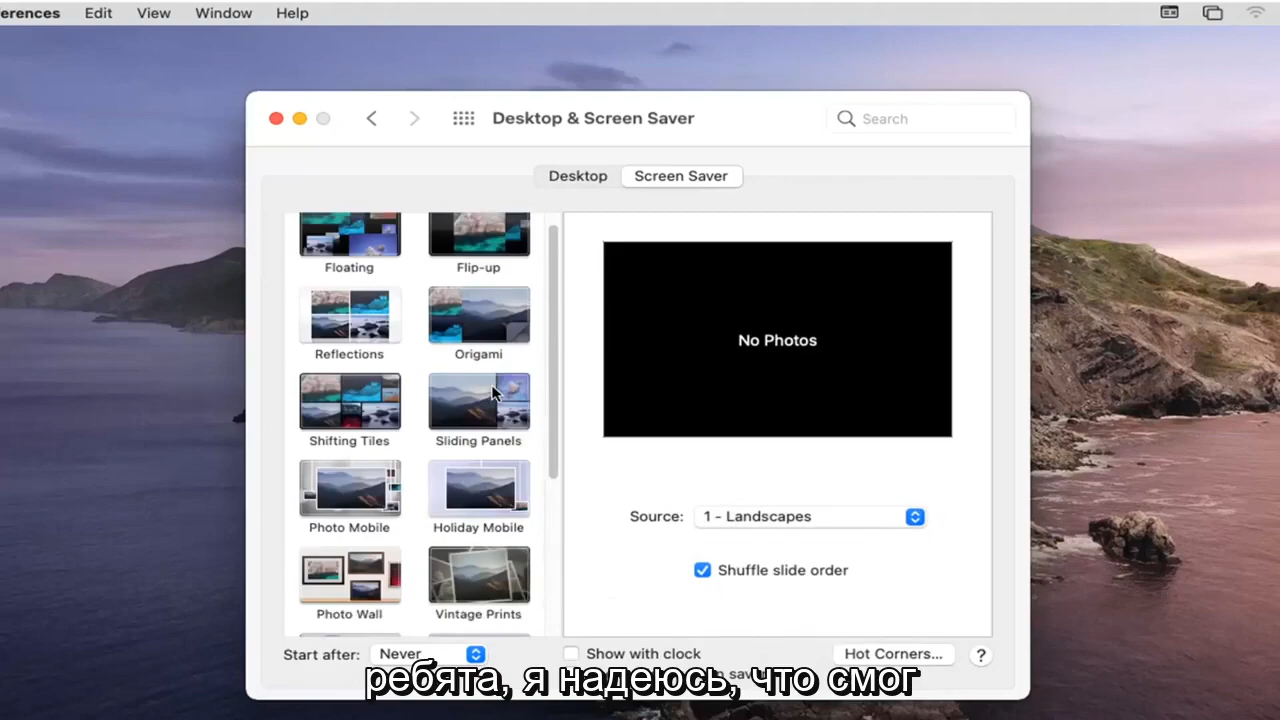 erences Edit View Window Help
Desktop & Screen Saver
Search
Desktop Screen Saver
Floating Flip-up
Reflections Origami
Shifting Tiles Sliding Panels
Photo Mobile Holiday Mobile
Photo Wall Vintage Prints
No Photos
Source: 1 - Landscapes
Shuffle slide order
Start after: Never Show with clock Hot Corners... ?
ребята, я надеюсь, что смог